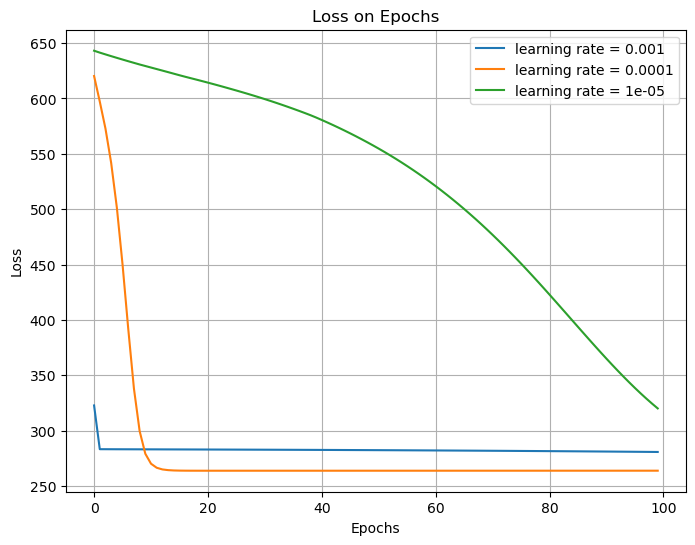 Loss on Epochs
learning rate = 0.001
learning rate = 0.0001
learning rate = 1e-05
650
600
550
500
450
400
350
300
250
Loss
0
20
40
60
80
100
Epochs